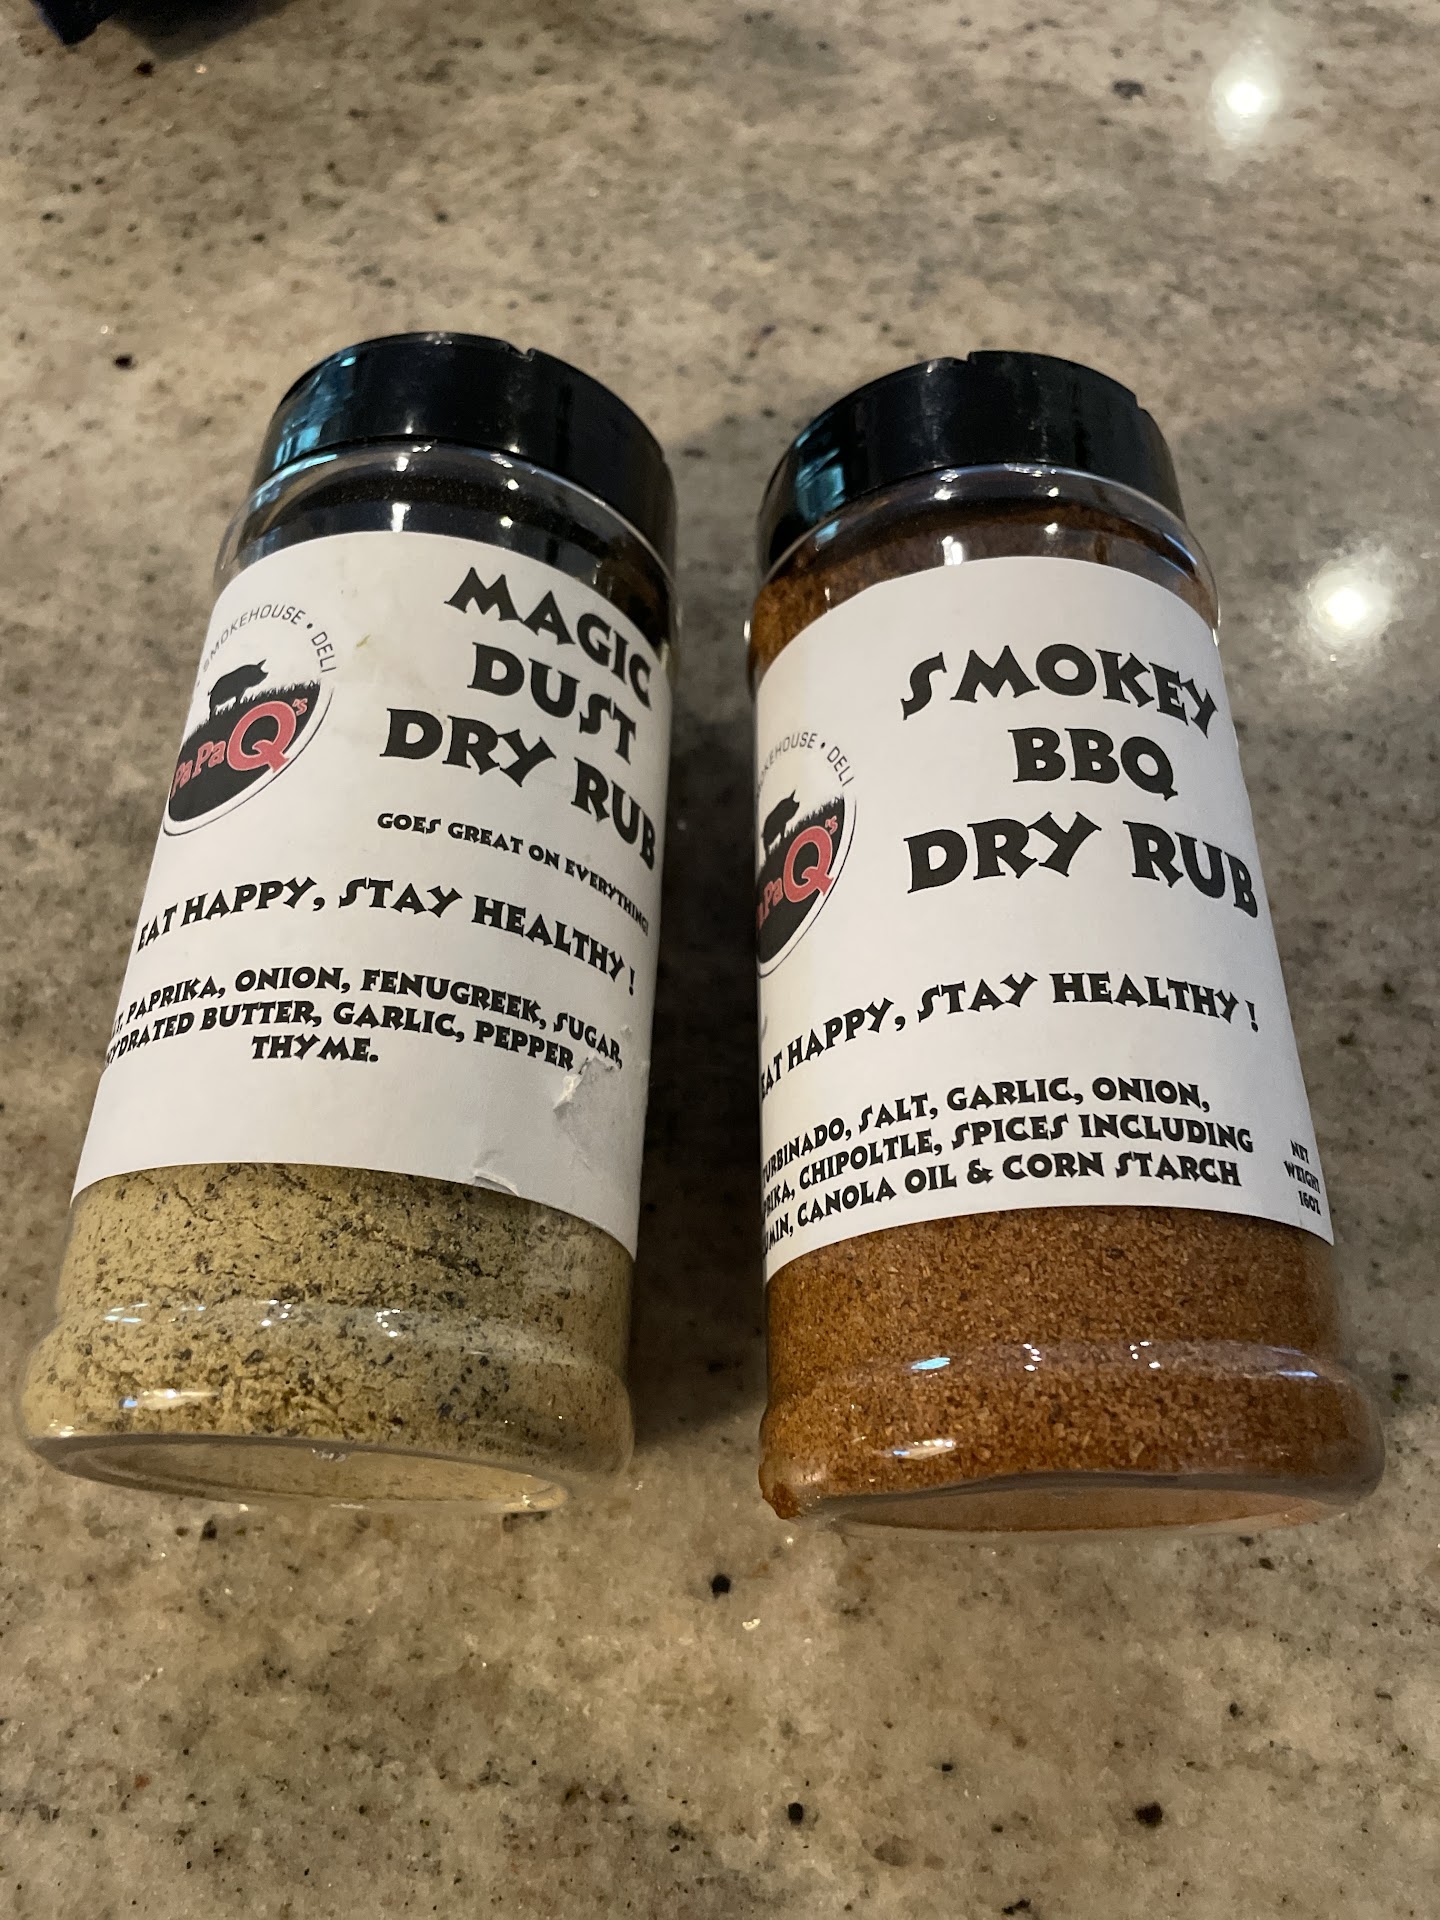 SMOKEHOUSE • DELI
PaPaQ's
MAGIC
DUST
DRY RUB
GOES GREAT ON EVERYTHING!
EAT HAPPY, STAY HEALTHY !
PAPRIKA, ONION, FENUGREEK, SUGAR,
BUTTER, GARLIC, PEPPER
THYME.
DELI
Q's
SMOKEY
BBQ
DRY RUB
EAT HAPPY, STAY HEALTHY !
TURBINADO, SALT, GARLIC, ONION,
CHIPOLTLE, SPICES INCLUDING
CANOLA OIL & CORN STARCH
NET
WEIGHT
16OZ